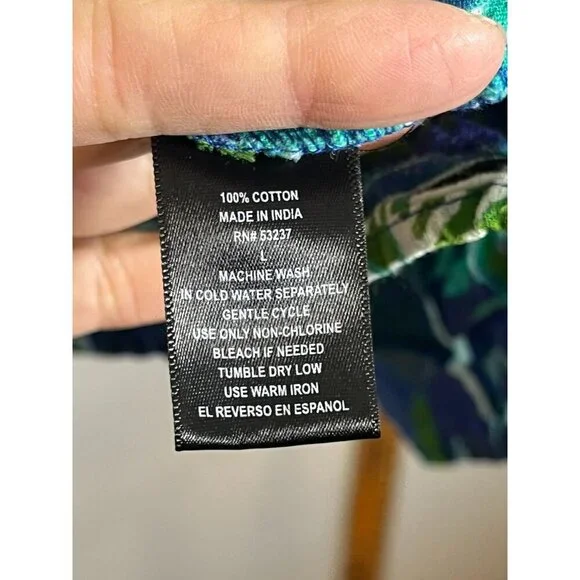 100% COTTON
MADE IN INDIA
RN# 53237
L
MACHINE WASH
IN COLD WATER SEPARATELY
GENTLE CYCLE
USE ONLY NON-CHLORINE
BLEACH IF NEEDED
TUMBLE DRY LOW
USE WARM IRON
EL REVERSO EN ESPANOL